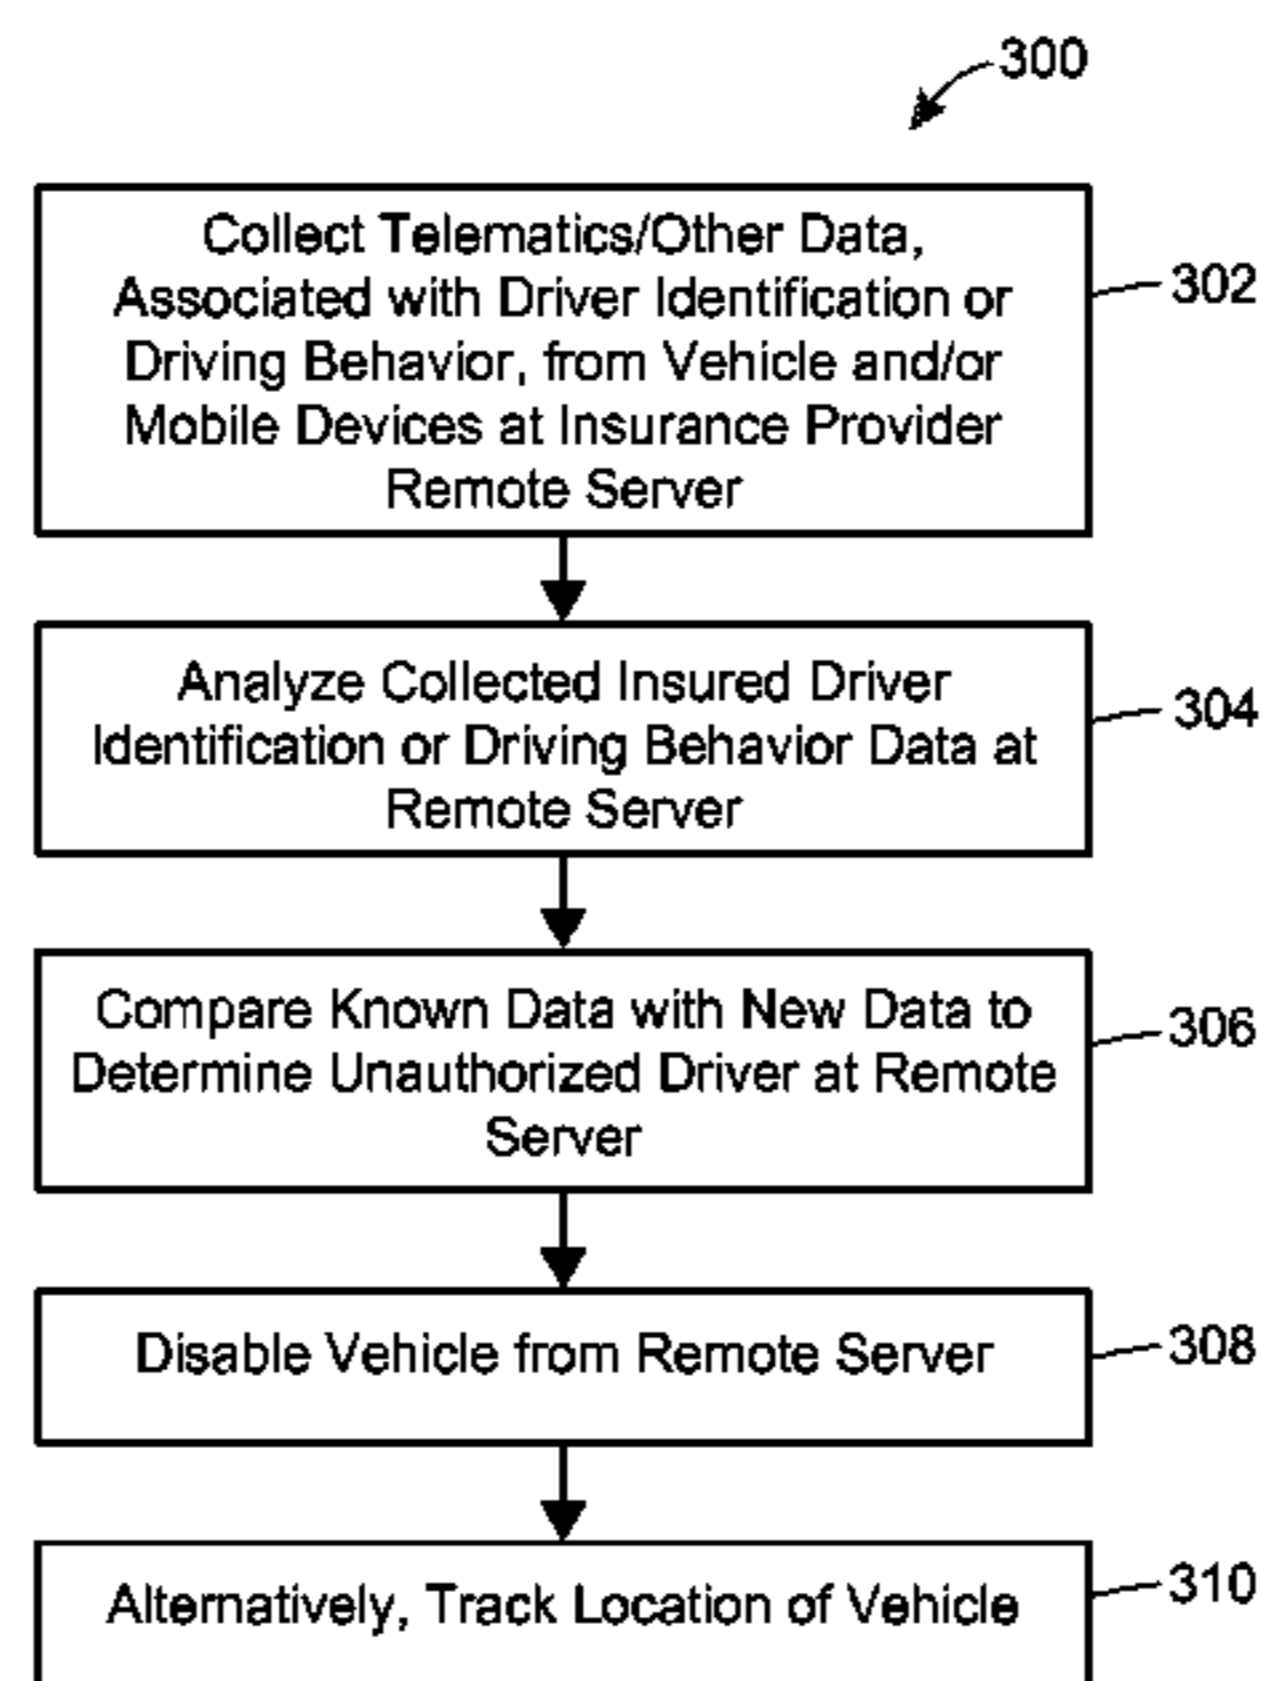 300
Collect Telematics/Other Data,
Associated with Driver Identification or
Driving Behavior, from Vehicle and/or
Mobile Devices at Insurance Provider
Remote Server
302
Analyze Collected Insured Driver
Identification or Driving Behavior Data at
Remote Server
304
Compare Known Data with New Data to
Determine Unauthorized Driver at Remote
Server
306
Disable Vehicle from Remote Server
308
Alternatively, Track Location of Vehicle
310